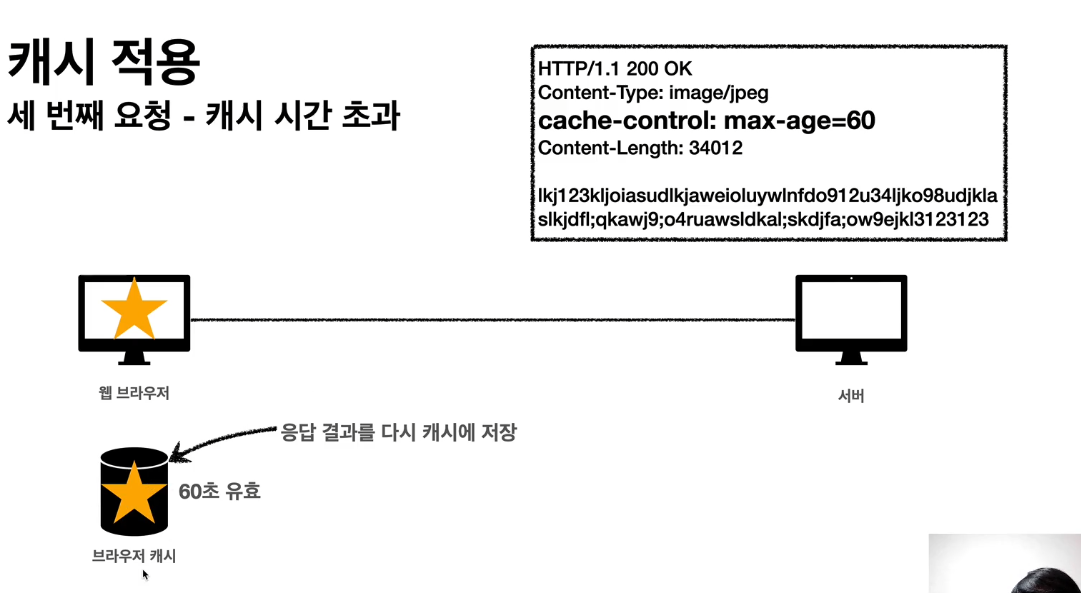 캐시 적용
세 번째 요청 - 캐시 시간 초과
HTTP/1.1 200 OK
Content-Type: image/jpeg
cache-control: max-age=60
Content-Length: 34012
lkj123kljoiasudlkjaweioluywlnfdo912u34ljko98udjkla
slkjdfl;qkawj9;o4ruawsldkal;skdjfa;ow9ejkl3123123
웹 브라우저
서버
응답 결과를 다시 캐시에 저장
60초 유효
브라우저 캐시